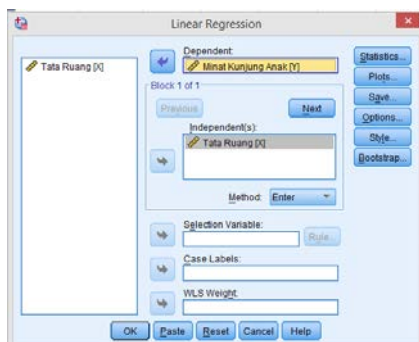 Linear Regression
Tata Ruang [X]
Dependent:
Minat Kunjung Anak [Y]
Block 1 of 1
Previous
Next
Independent(s):
Tata Ruang [X]
Method: Enter
Selection Variable:
Rule...
Case Labels:
WLS Weight:
Statistics...
Plots...
Save...
Options...
Style...
Bootstrap...
OK Paste Reset Cancel Help